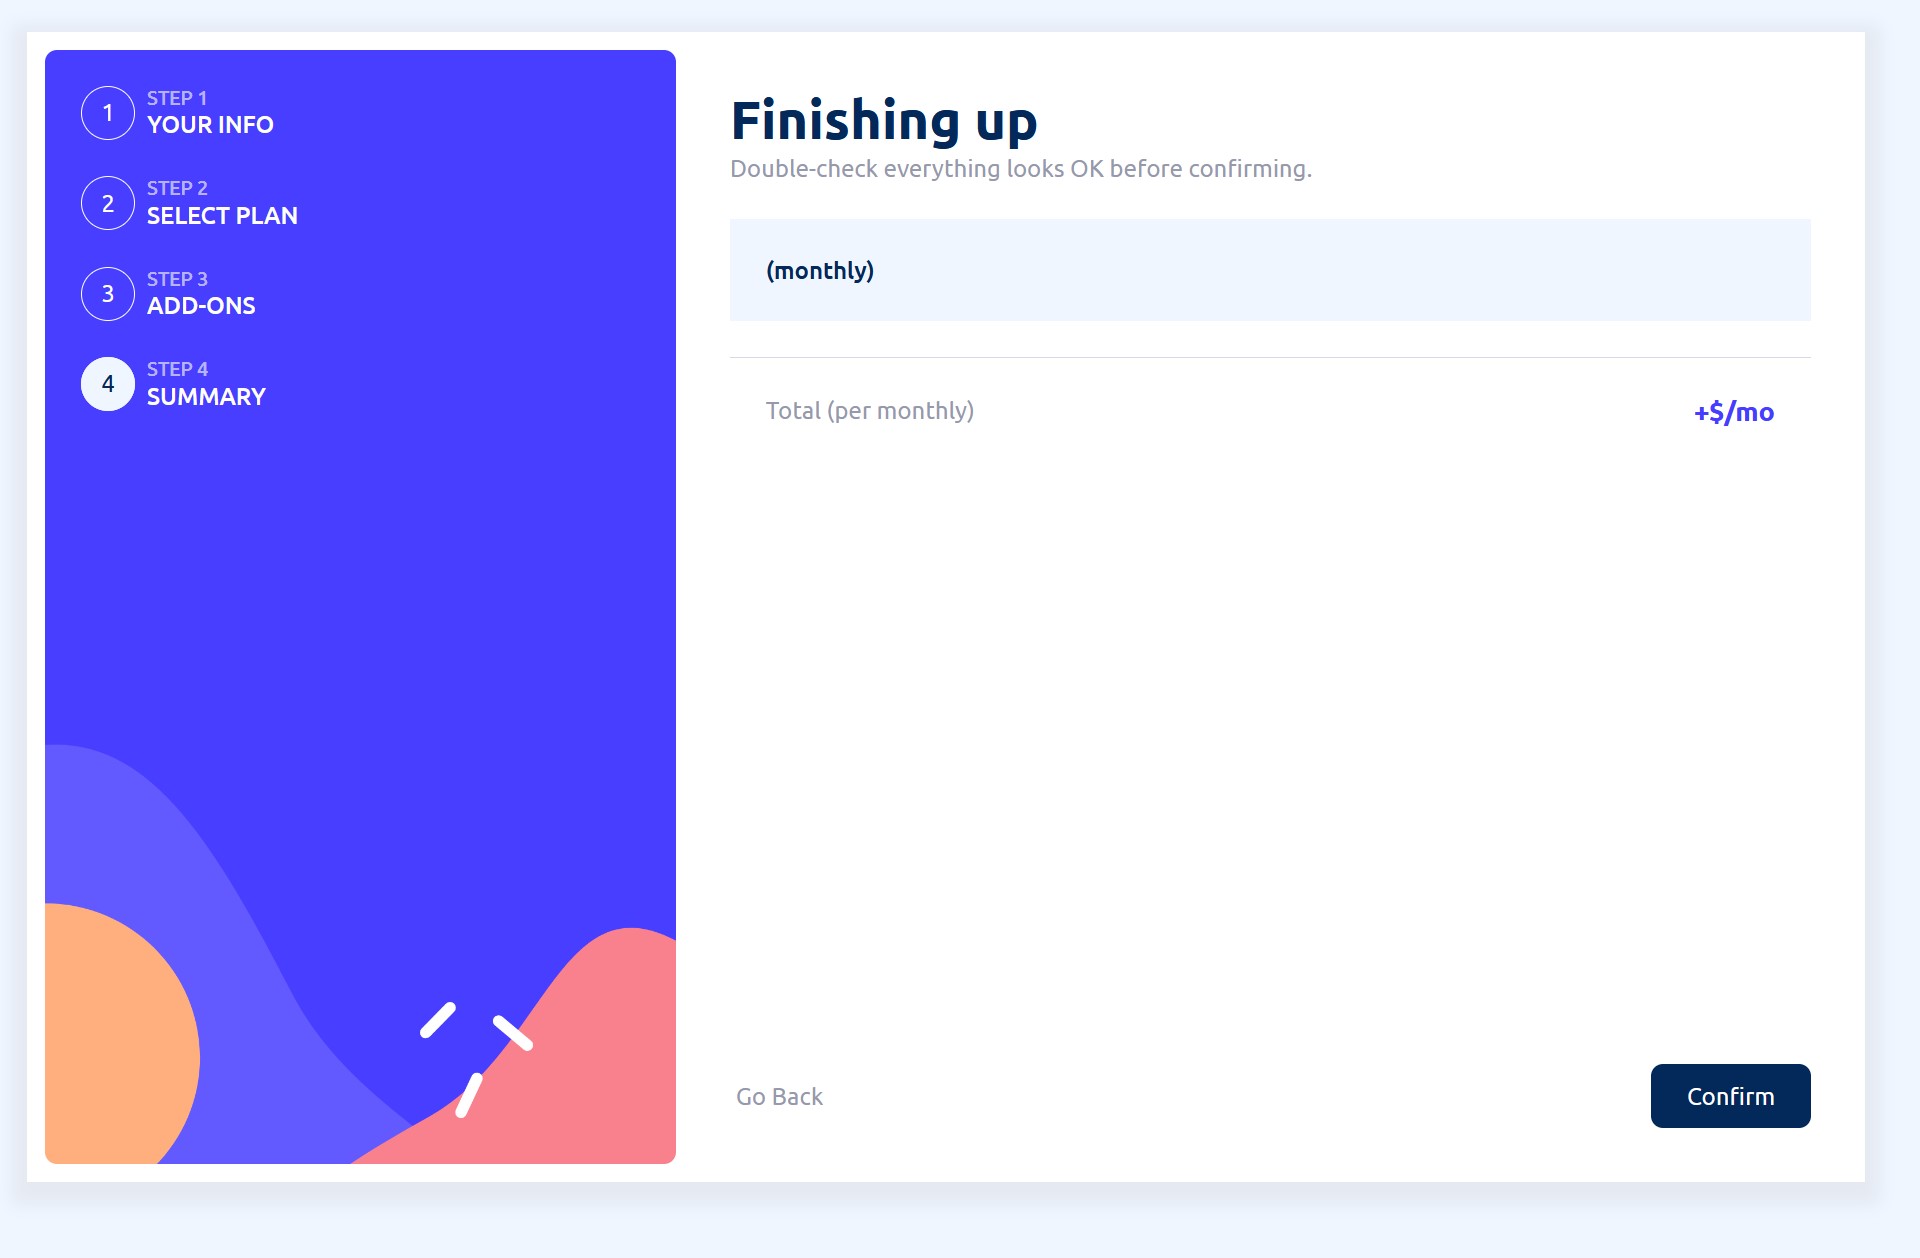 1
STEP 1
YOUR INFO
2
STEP 2
SELECT PLAN
3
STEP 3
ADD-ONS
4
STEP 4
SUMMARY
Finishing up
Double-check everything looks OK before confirming.
(monthly)
Total (per monthly)
+$/mo
Go Back
Confirm